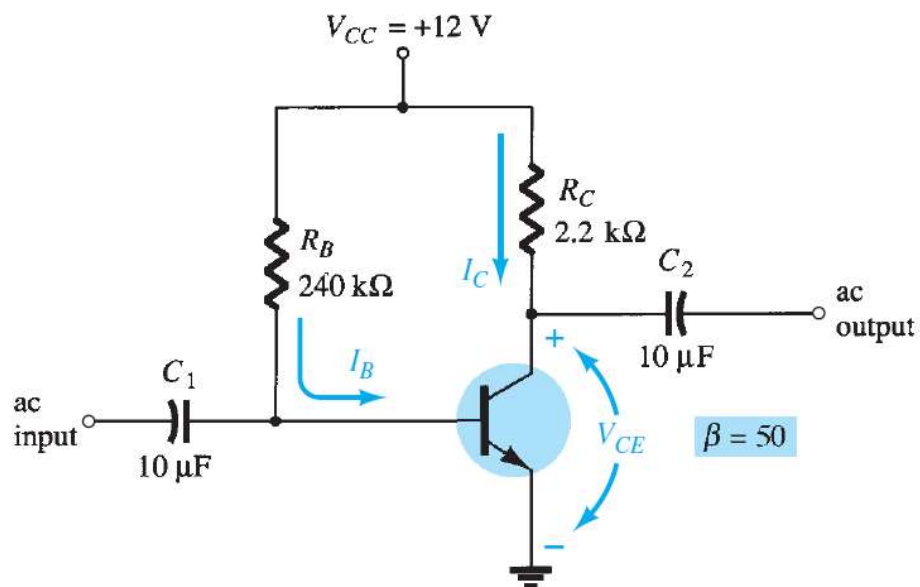 V_CC = +12 V
R_C
2.2 kΩ
R_B
240 kΩ
I_C
C_2
10 μF
ac
output
+
I_B
C_1
10 μF
ac
input
V_CE
β = 50
−